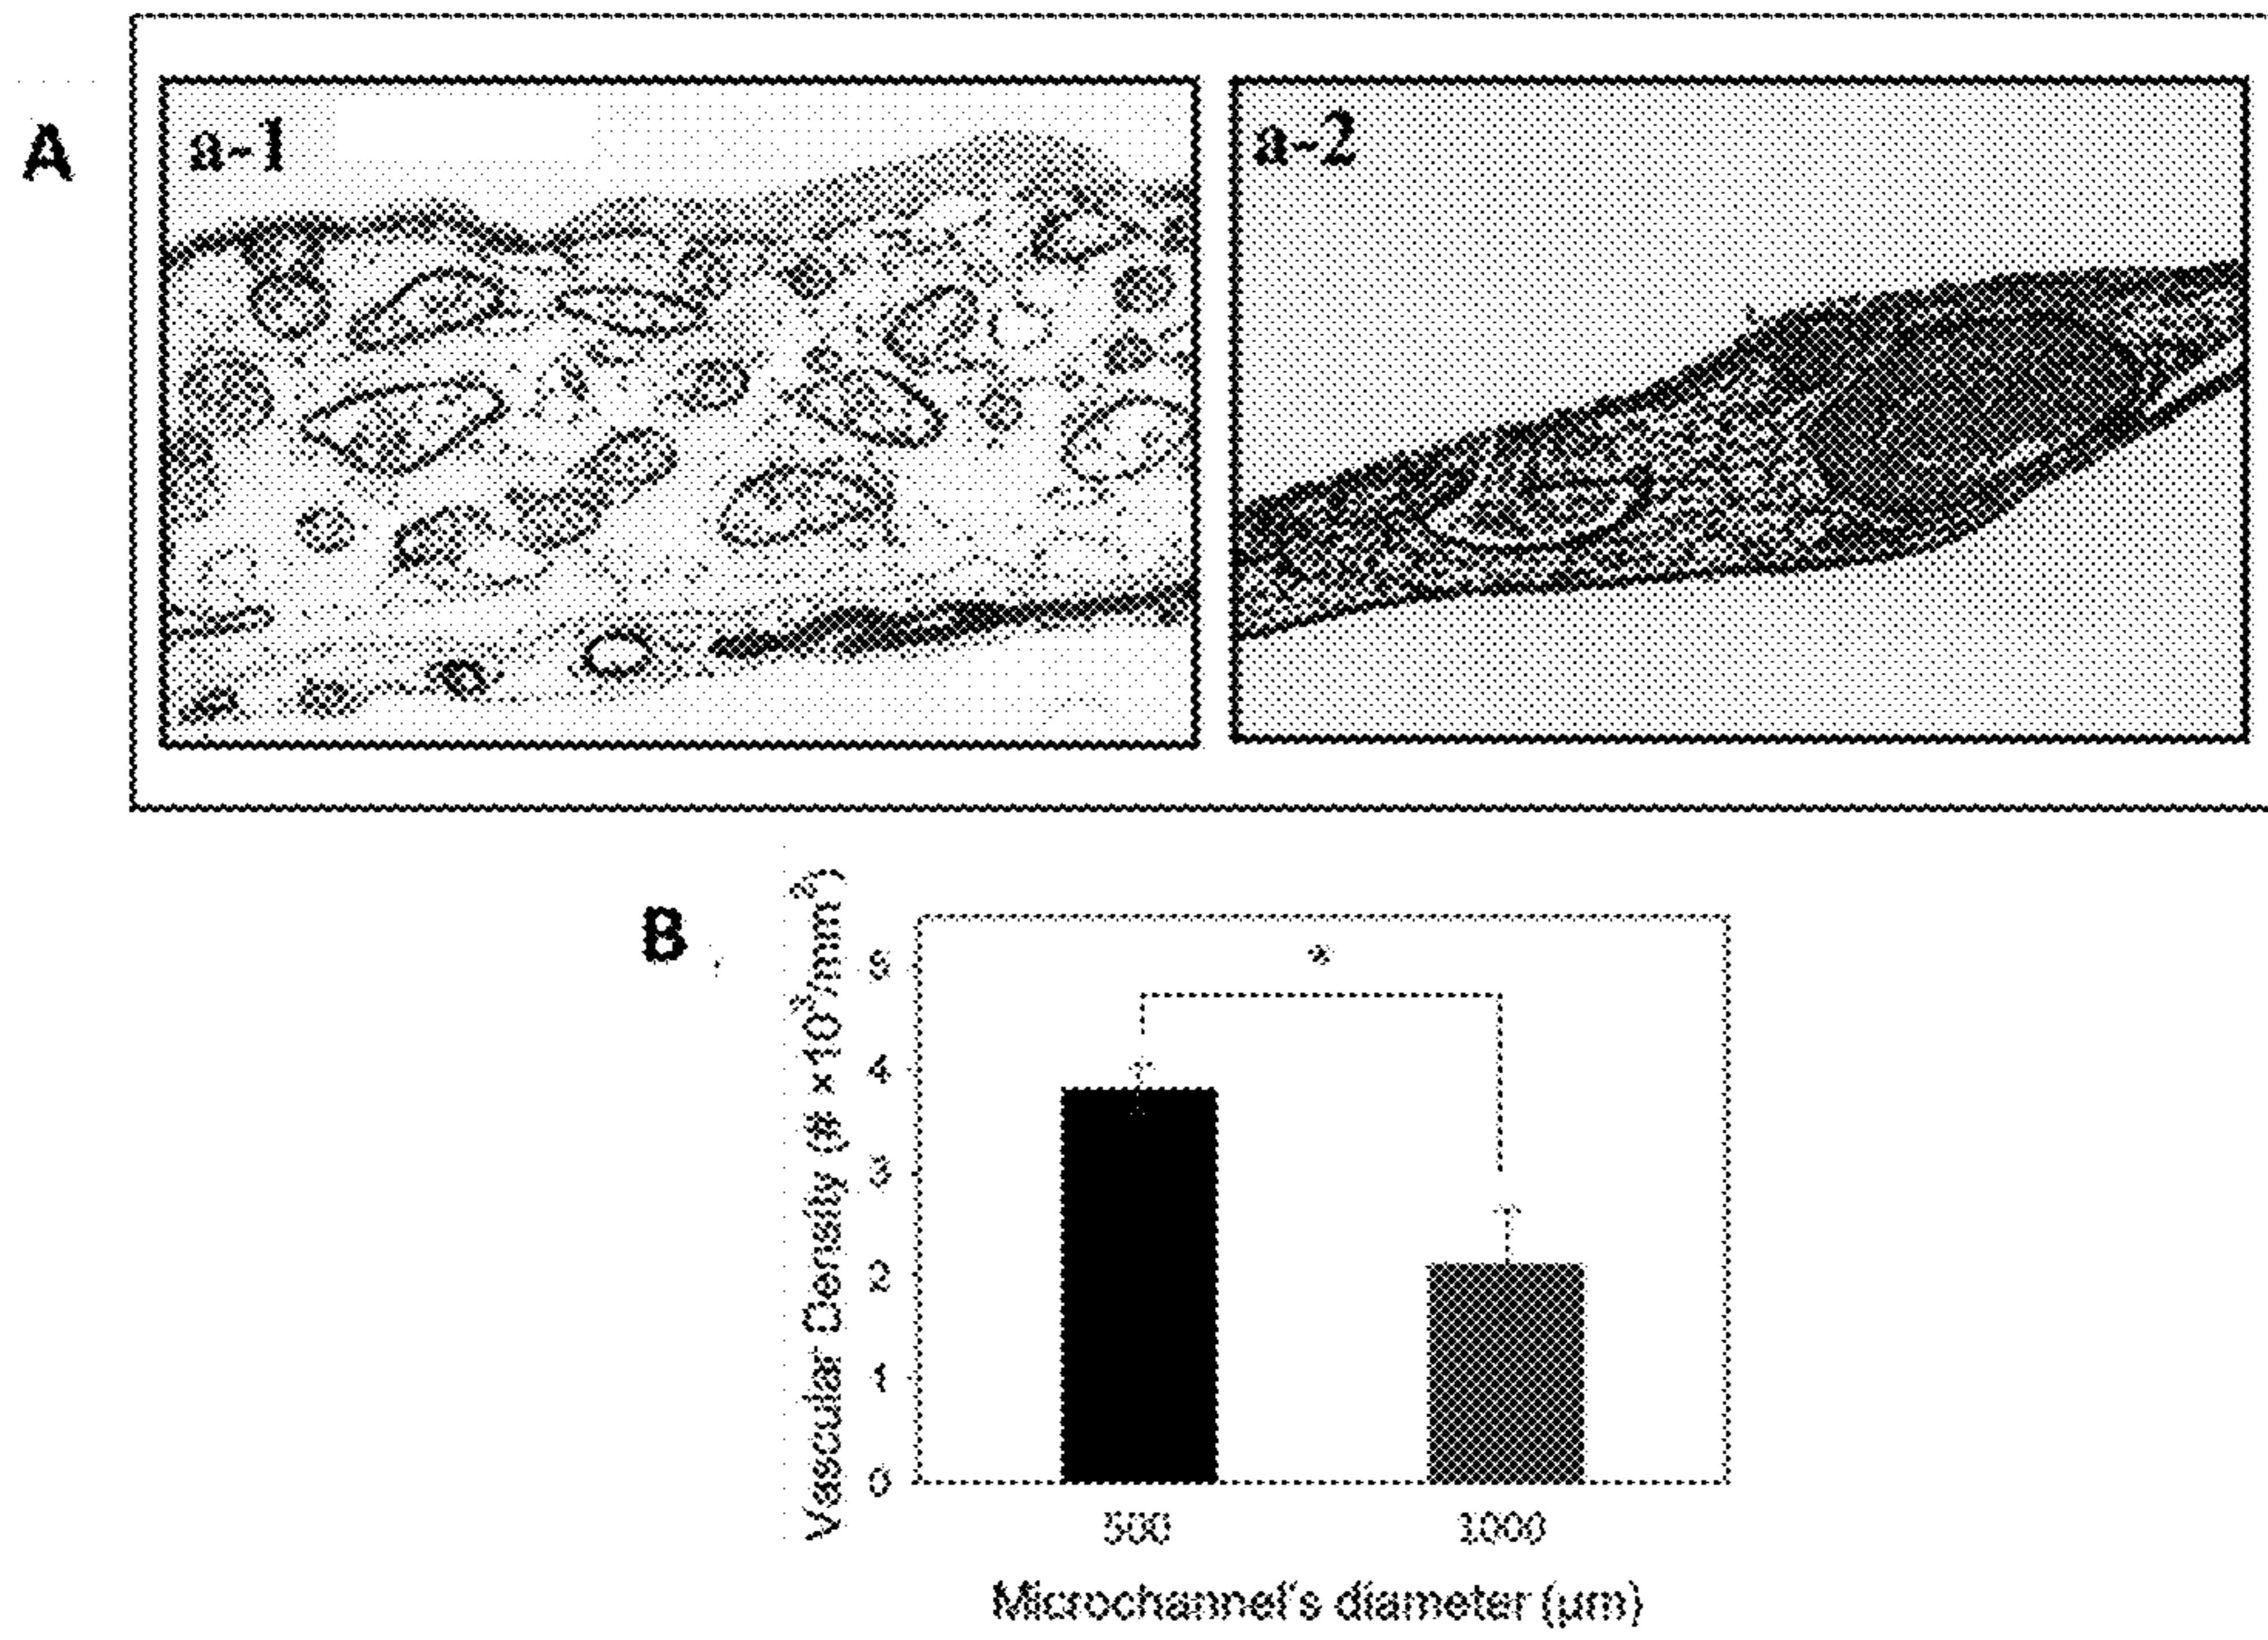 A
a-1
a-2
B
Vascular Density (# × 10²/mm²)
*
5
4
3
2
1
0
500
1000
Microchannel's diameter (µm)